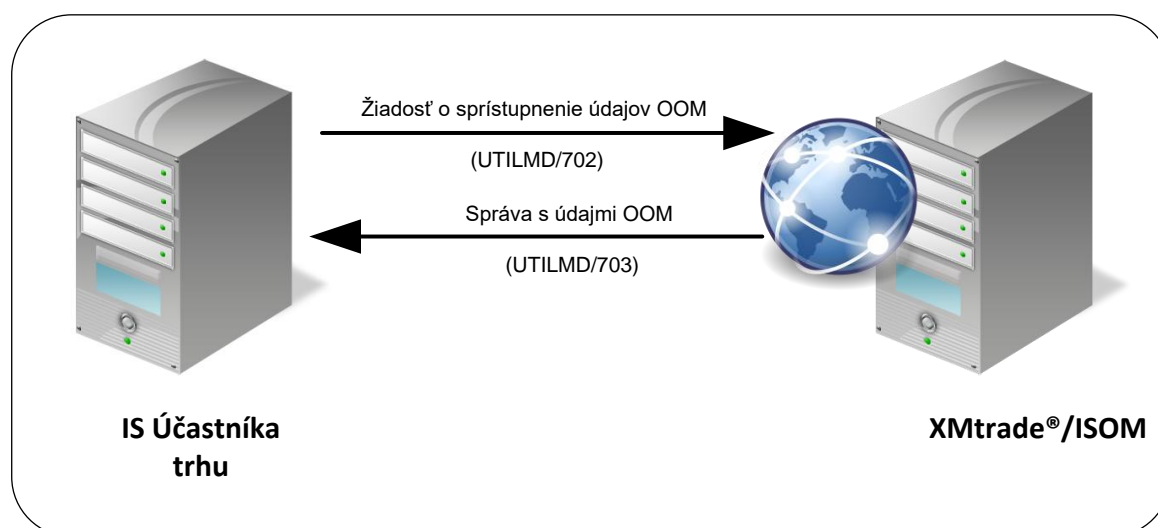 Žiadosť o sprístupnenie údajov OOM
(UTILMD/702)
Správa s údajmi OOM
(UTILMD/703)
IS Účastníka
trhu
XMtrade®/ISOM